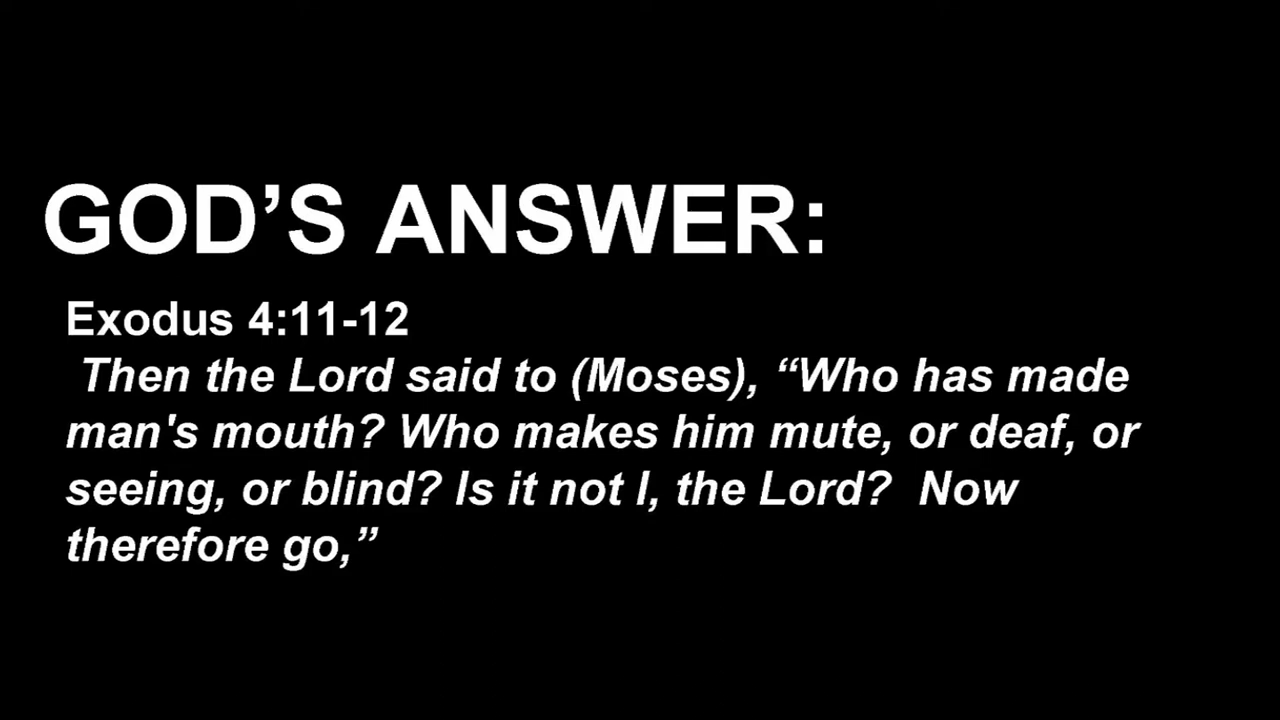 GOD’S ANSWER:
Exodus 4:11-12
Then the Lord said to (Moses), “Who has made
man's mouth? Who makes him mute, or deaf, or
seeing, or blind? Is it not I, the Lord?  Now
therefore go,”